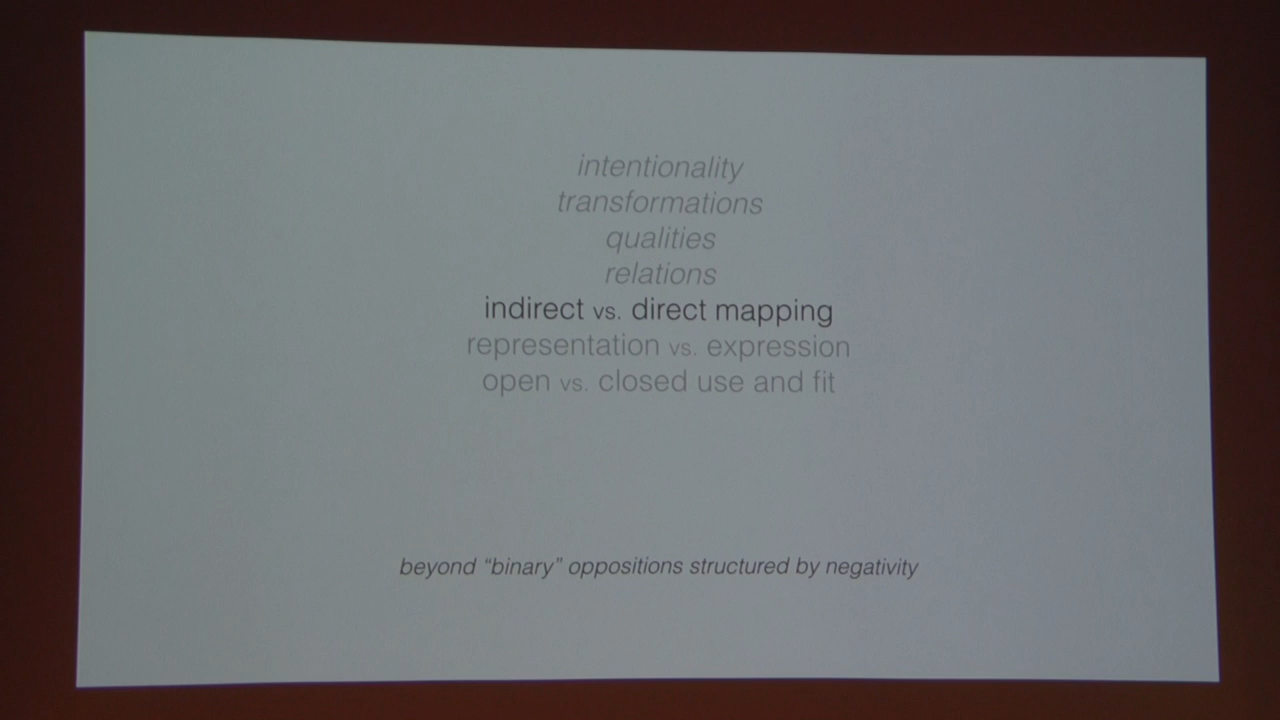 intentionality
transformations
qualities
relations
indirect vs. direct mapping
representation vs. expression
open vs. closed use and fit
beyond “binary” oppositions structured by negativity